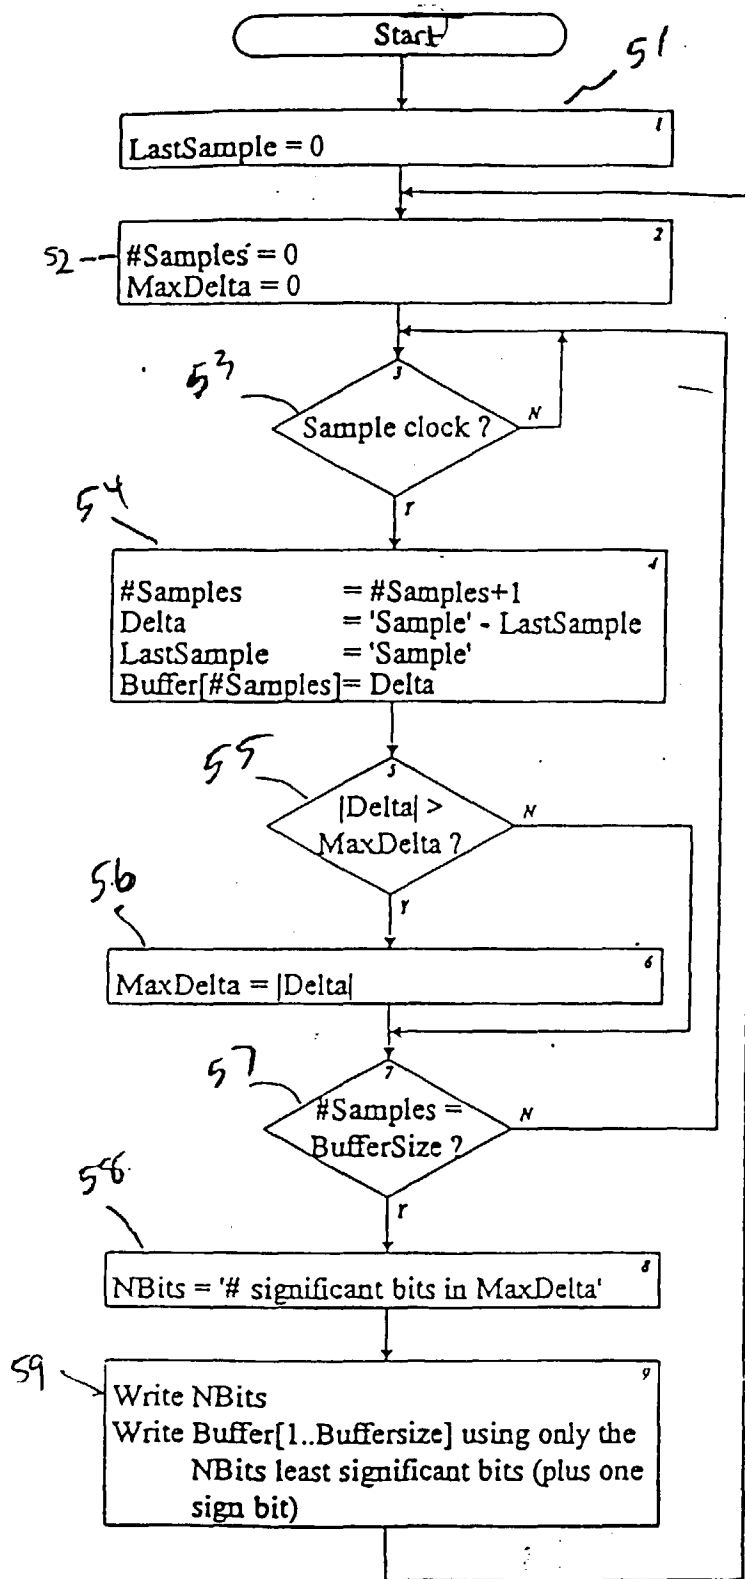 Start
51
1
LastSample = 0
2
52
#Samples = 0
MaxDelta = 0
53
3
Sample clock ?
N
Y
54
4
#Samples = #Samples+1
Delta = 'Sample' - LastSample
LastSample = 'Sample'
Buffer[#Samples]= Delta
55
5
|Delta| >
MaxDelta ?
N
Y
56
6
MaxDelta = |Delta|
57
7
#Samples =
BufferSize ?
N
Y
58
8
NBits = '# significant bits in MaxDelta'
59
9
Write NBits
Write Buffer[1..Buffersize] using only the
NBits least significant bits (plus one
sign bit)